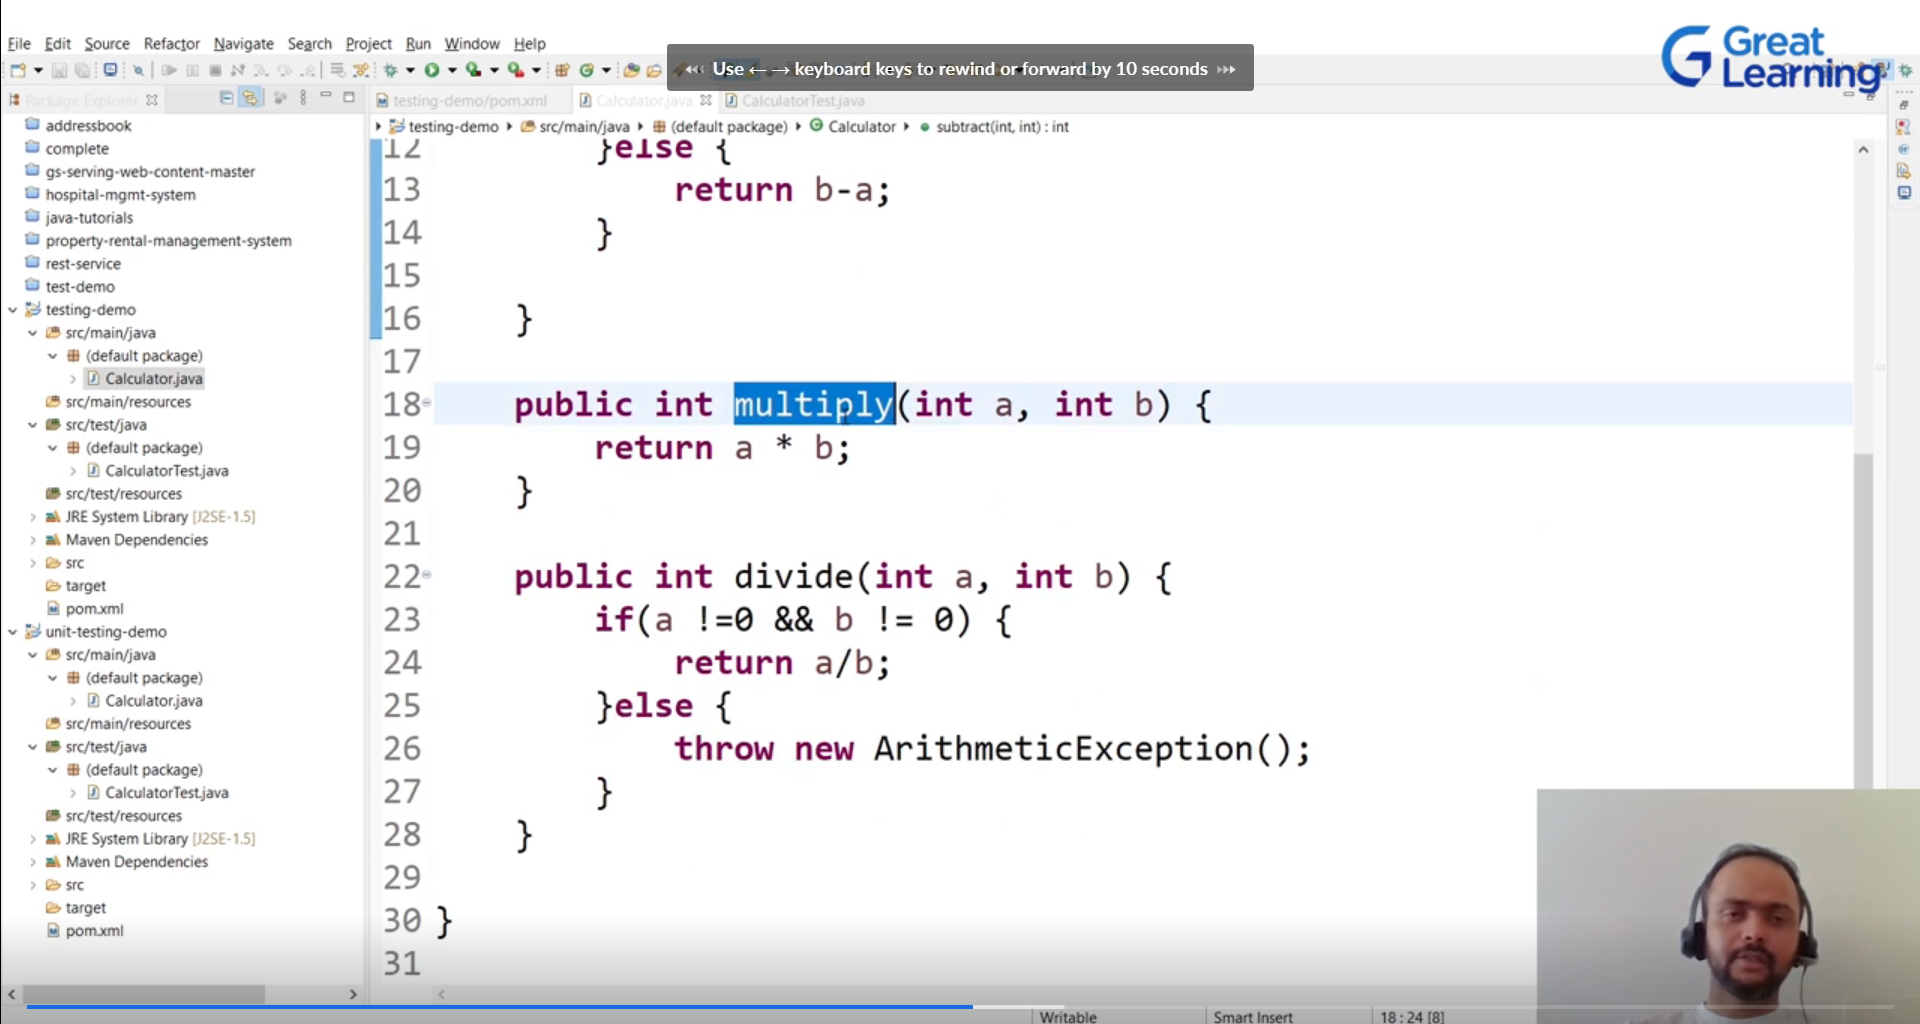 File Edit Source Refactor Navigate Search Project Run Window Help
Use ← → keyboard keys to rewind or forward by 10 seconds
Great
Learning
Package Explorer
testing-demo/pom.xml
Calculator.java
CalculatorTest.java
testing-demo
src/main/java
(default package)
Calculator
subtract(int, int) : int
addressbook
complete
gs-serving-web-content-master
hospital-mgmt-system
java-tutorials
property-rental-management-system
rest-service
test-demo
testing-demo
src/main/java
(default package)
Calculator.java
src/main/resources
src/test/java
(default package)
CalculatorTest.java
src/test/resources
JRE System Library [J2SE-1.5]
Maven Dependencies
src
target
pom.xml
unit-testing-demo
src/main/java
(default package)
Calculator.java
src/main/resources
src/test/java
(default package)
CalculatorTest.java
src/test/resources
JRE System Library [J2SE-1.5]
Maven Dependencies
src
target
pom.xml
12 }else {
13 return b-a;
14 }
15
16 }
17
18 public int multiply(int a, int b) {
19 return a * b;
20 }
21
22 public int divide(int a, int b) {
23 if(a !=0 && b != 0) {
24 return a/b;
25 }else {
26 throw new ArithmeticException();
27 }
28 }
29
30 }
31
Writable
Smart Insert
18 : 24 [8]